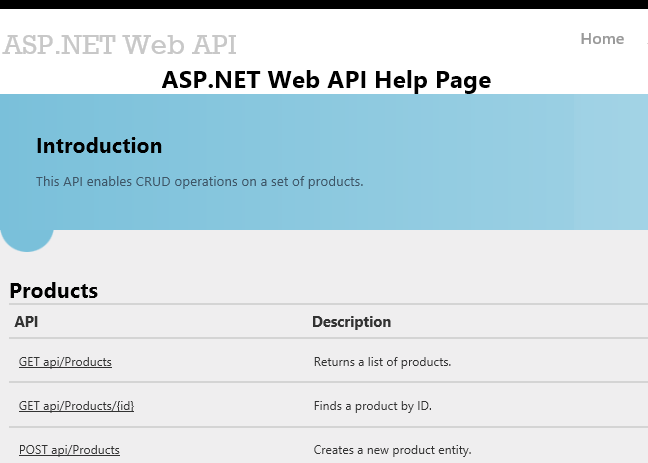 ASP.NET Web API
Home
ASP.NET Web API Help Page
Introduction
This API enables CRUD operations on a set of products.
Products
API Description
GET api/Products Returns a list of products.
GET api/Products/{id} Finds a product by ID.
POST api/Products Creates a new product entity.